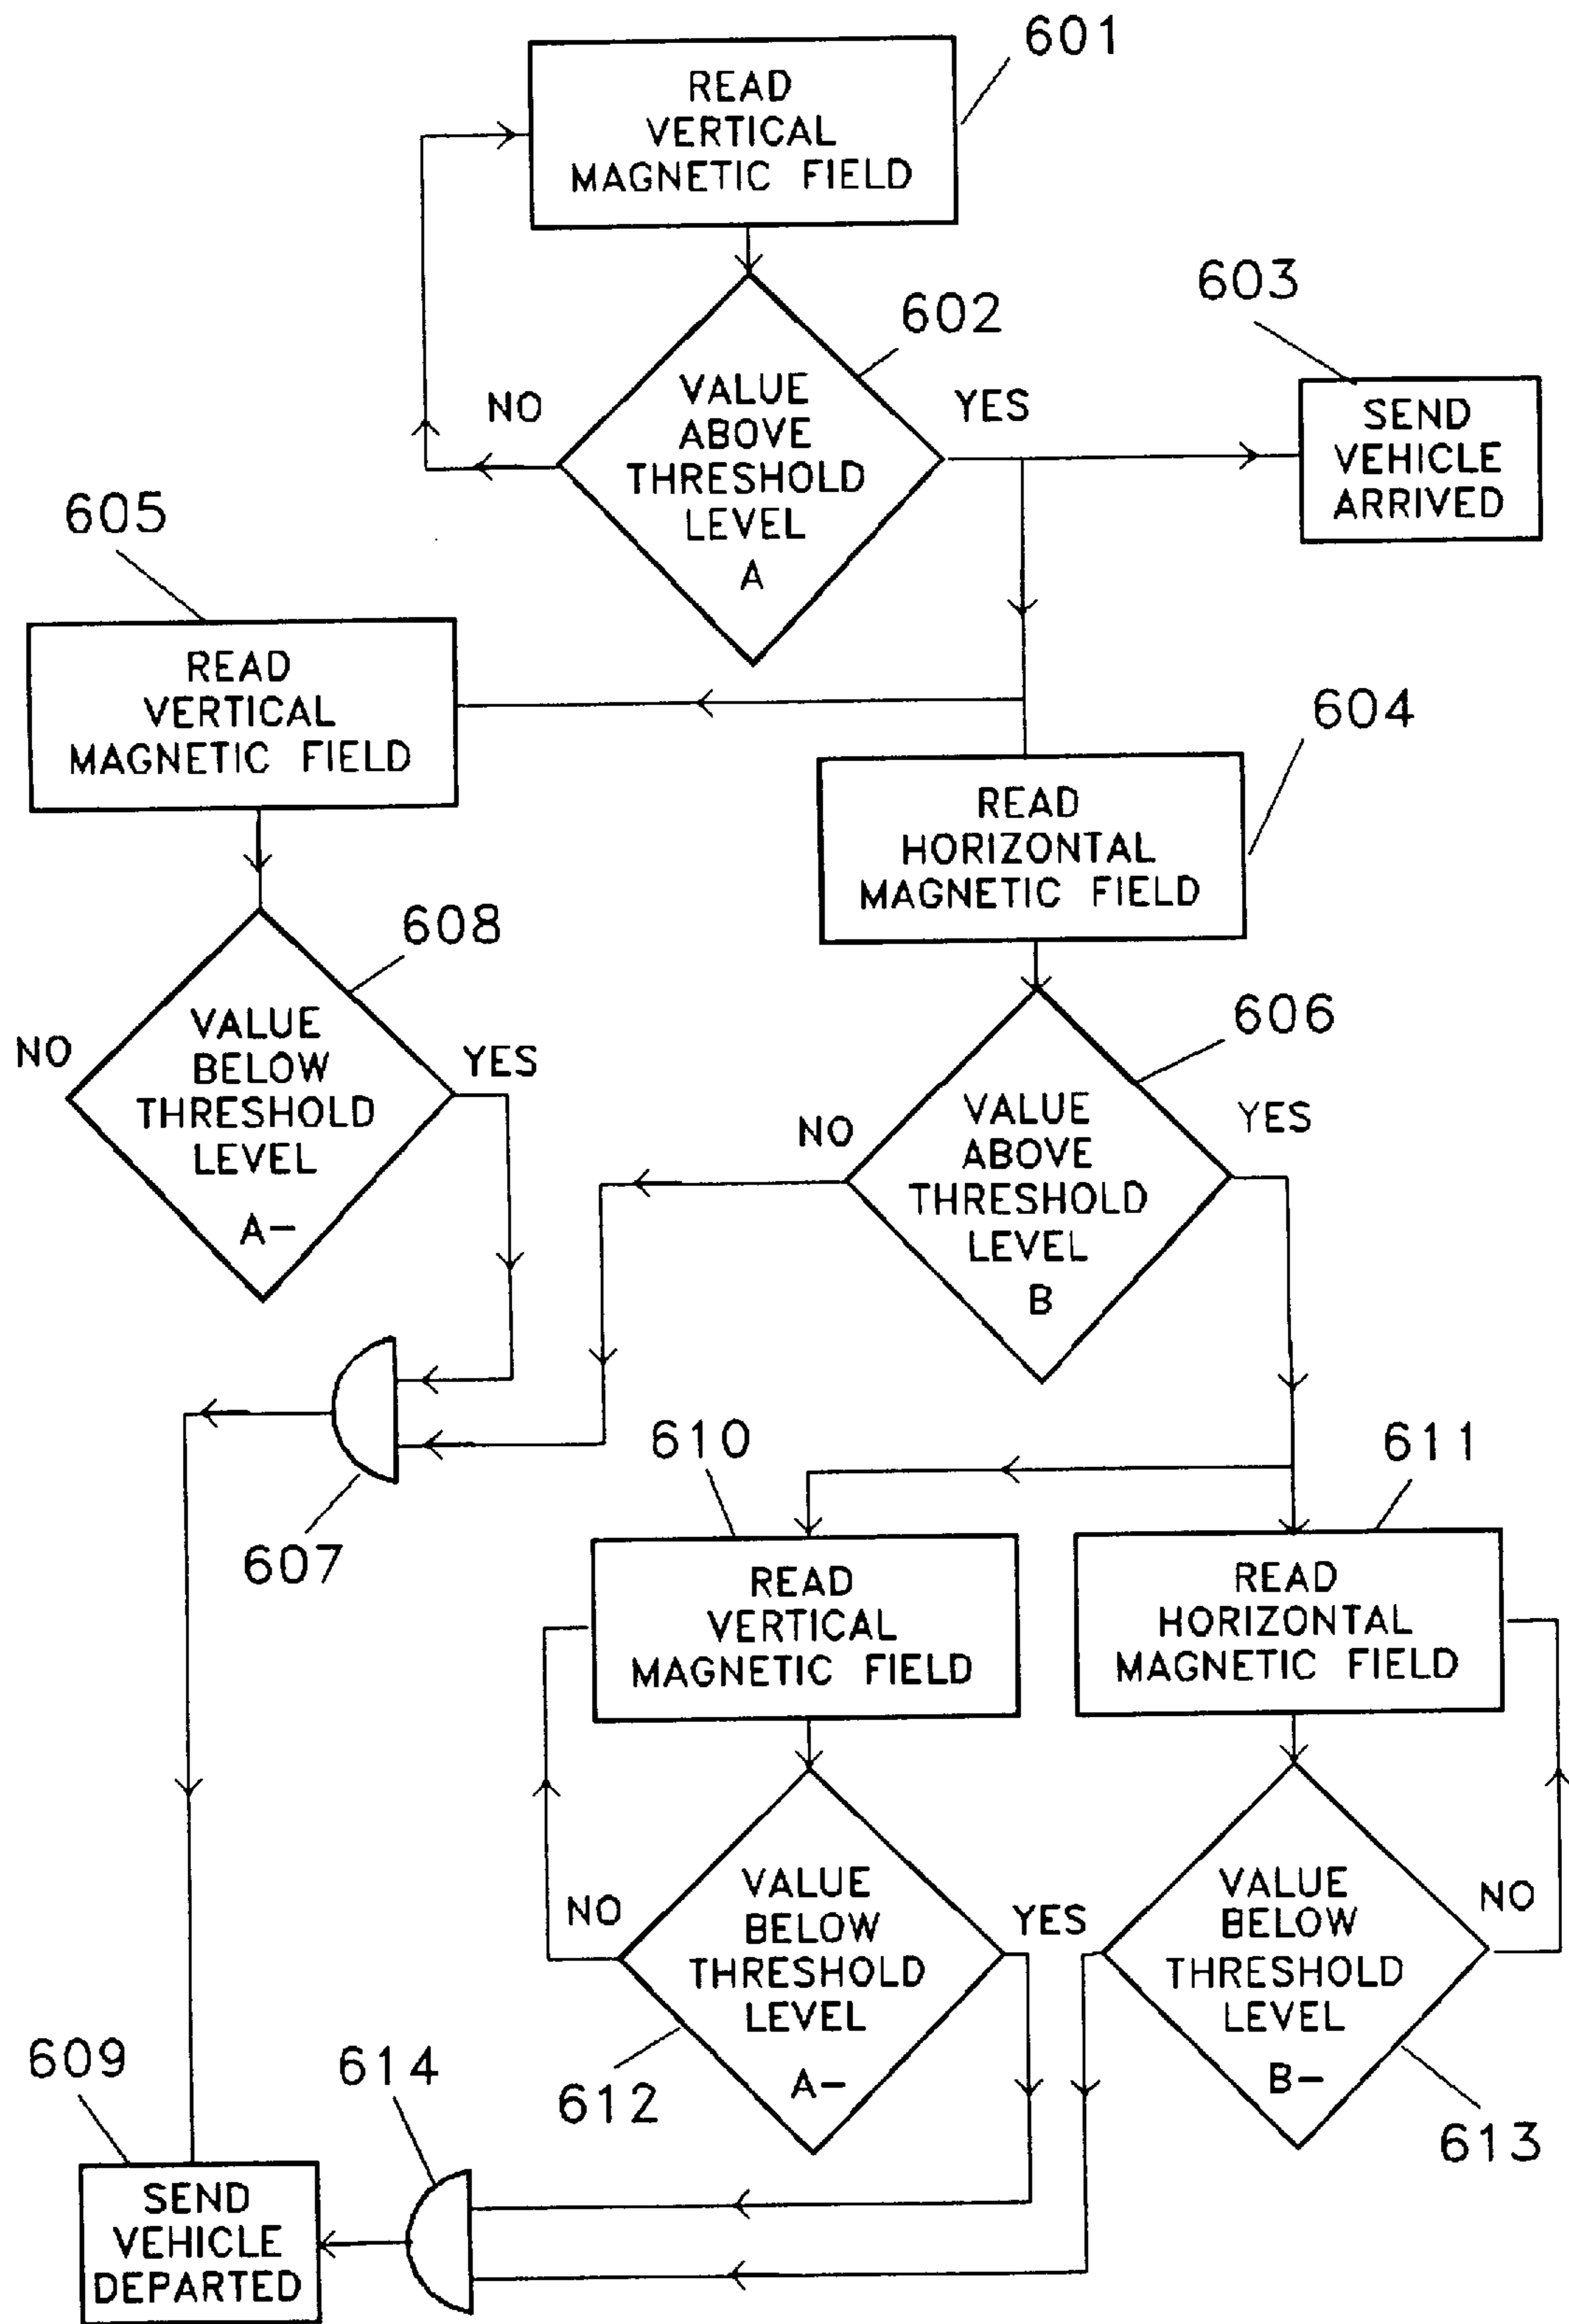 601
READ
VERTICAL
MAGNETIC FIELD
602
603
VALUE
ABOVE
THRESHOLD
LEVEL
A
NO
YES
SEND
VEHICLE
ARRIVED
605
READ
VERTICAL
MAGNETIC FIELD
604
READ
HORIZONTAL
MAGNETIC FIELD
608
NO
VALUE
BELOW
THRESHOLD
LEVEL
A-
YES
606
NO
VALUE
ABOVE
THRESHOLD
LEVEL
B
YES
607
610
READ
VERTICAL
MAGNETIC FIELD
611
READ
HORIZONTAL
MAGNETIC FIELD
NO
VALUE
BELOW
THRESHOLD
LEVEL
A-
YES
612
VALUE
BELOW
THRESHOLD
LEVEL
B-
NO
613
609
SEND
VEHICLE
DEPARTED
614